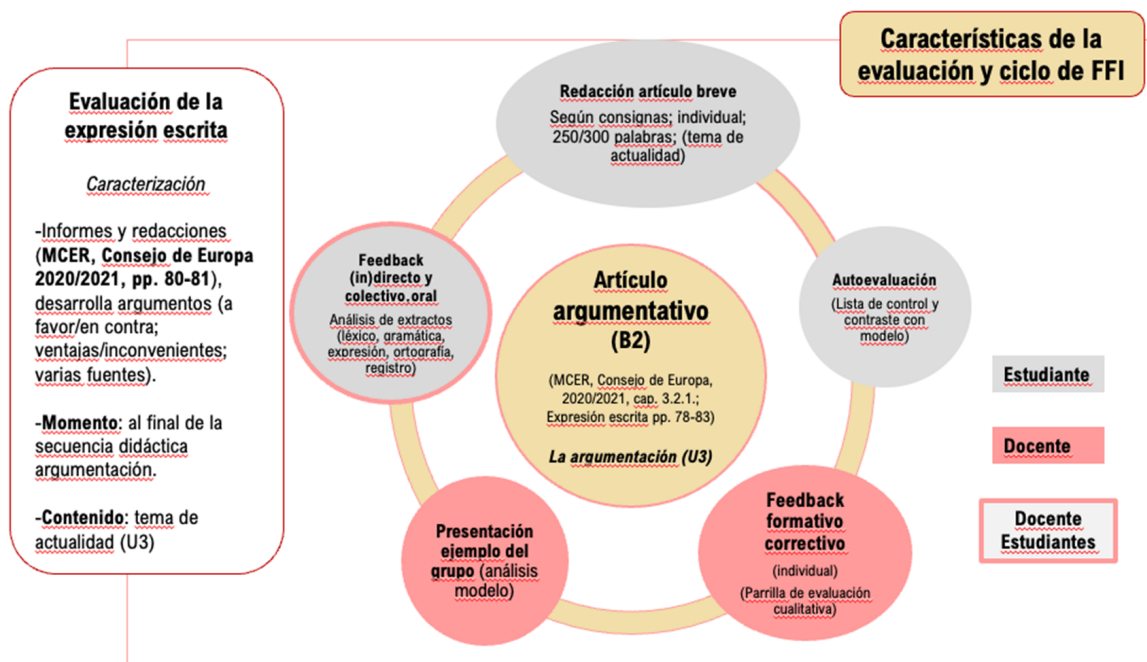 Características de la
evaluación y ciclo de FFI
Evaluación de la
expresión escrita
Caracterización
-Informes y redacciones
(MCER, Consejo de Europa
2020/2021, pp. 80-81),
desarrolla argumentos (a
favor/en contra;
ventajas/inconvenientes;
varias fuentes).
-Momento: al final de la
secuencia didáctica
argumentación.
-Contenido: tema de
actualidad (U3)
Redacción artículo breve
Según consignas; individual;
250/300 palabras; (tema de
actualidad)
Autoevaluación
(Lista de control y
contraste con
modelo)
Feedback
formativo
correctivo
(individual)
(Parrilla de evaluación
cualitativa)
Presentación
ejemplo del
grupo (análisis
modelo)
Feedback
(in)directo y
colectivo.oral
Análisis de extractos
(léxico, gramática,
expresión, ortografía,
registro)
Artículo
argumentativo
(B2)
(MCER, Consejo de Europa,
2020/2021, cap. 3.2.1.;
Expresión escrita pp. 78-83)
La argumentación (U3)
Estudiante
Docente
Docente
Estudiantes